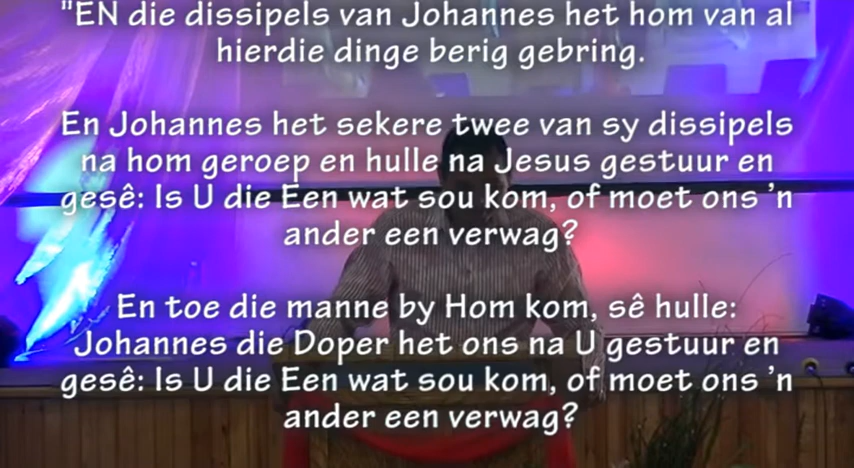 "EN die dissipels van Johannes het hom van al
hierdie dinge berig gebring.
En Johannes het sekere twee van sy dissipels
na hom geroep en hulle na Jesus gestuur en
gesê: Is U die Een wat sou kom, of moet ons 'n
ander een verwag?
En toe die manne by Hom kom, sê hulle:
Johannes die Doper het ons na U gestuur en
gesê: Is U die Een wat sou kom, of moet ons 'n
ander een verwag?